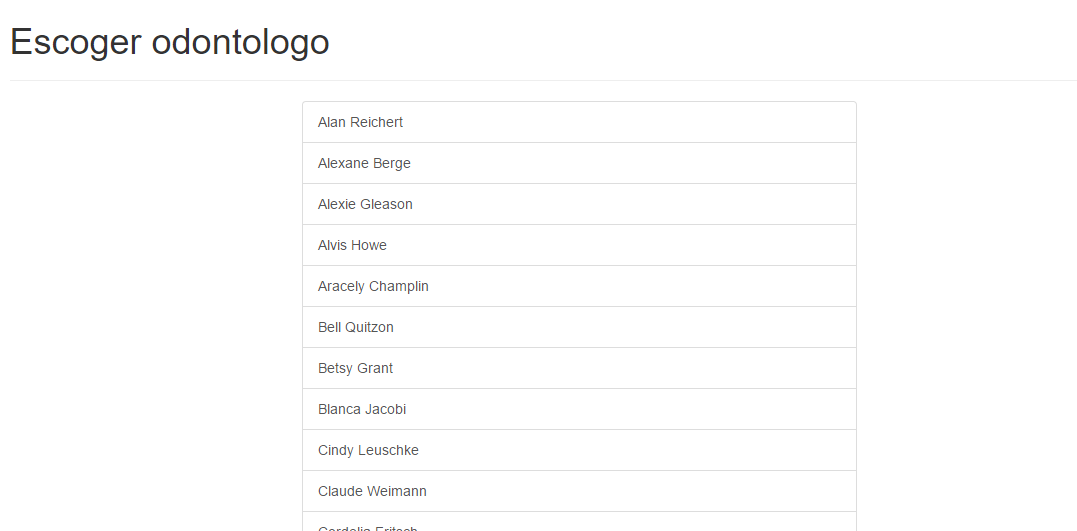 Escoger odontologo
Alan Reichert
Alexane Berge
Alexie Gleason
Alvis Howe
Aracely Champlin
Bell Quitzon
Betsy Grant
Blanca Jacobi
Cindy Leuschke
Claude Weimann